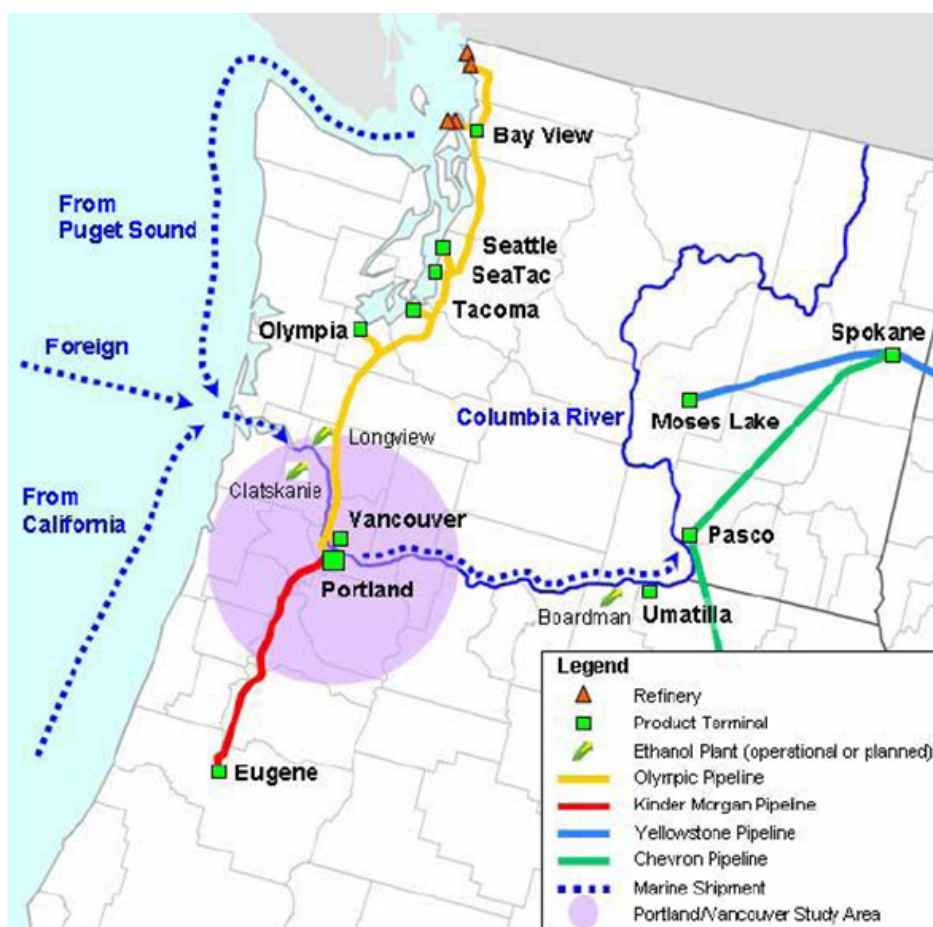 Bay View
From
Puget Sound
Seattle
SeaTac
Tacoma
Olympia
Spokane
Foreign
Moses Lake
Columbia River
Longview
Clatskanie
From
California
Vancouver
Pasco
Portland
Boardman
Umatilla
Eugene
Legend
Refinery
Product Terminal
Ethanol Plant (operational or planned)
Olympic Pipeline
Kinder Morgan Pipeline
Yellowstone Pipeline
Chevron Pipeline
Marine Shipment
Portland/Vancouver Study Area